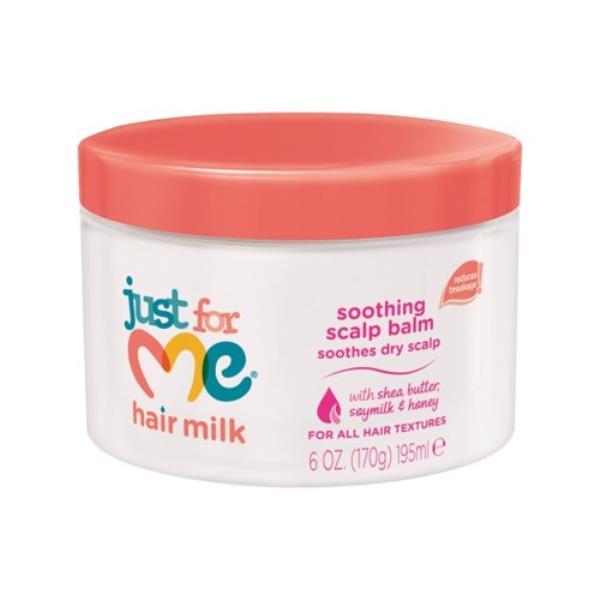 just for
me®
hair milk
reduces
breakage
soothing
scalp balm
soothes dry scalp
with shea butter,
soymilk & honey
FOR ALL HAIR TEXTURES
6 OZ. (170g) 195ml ℮